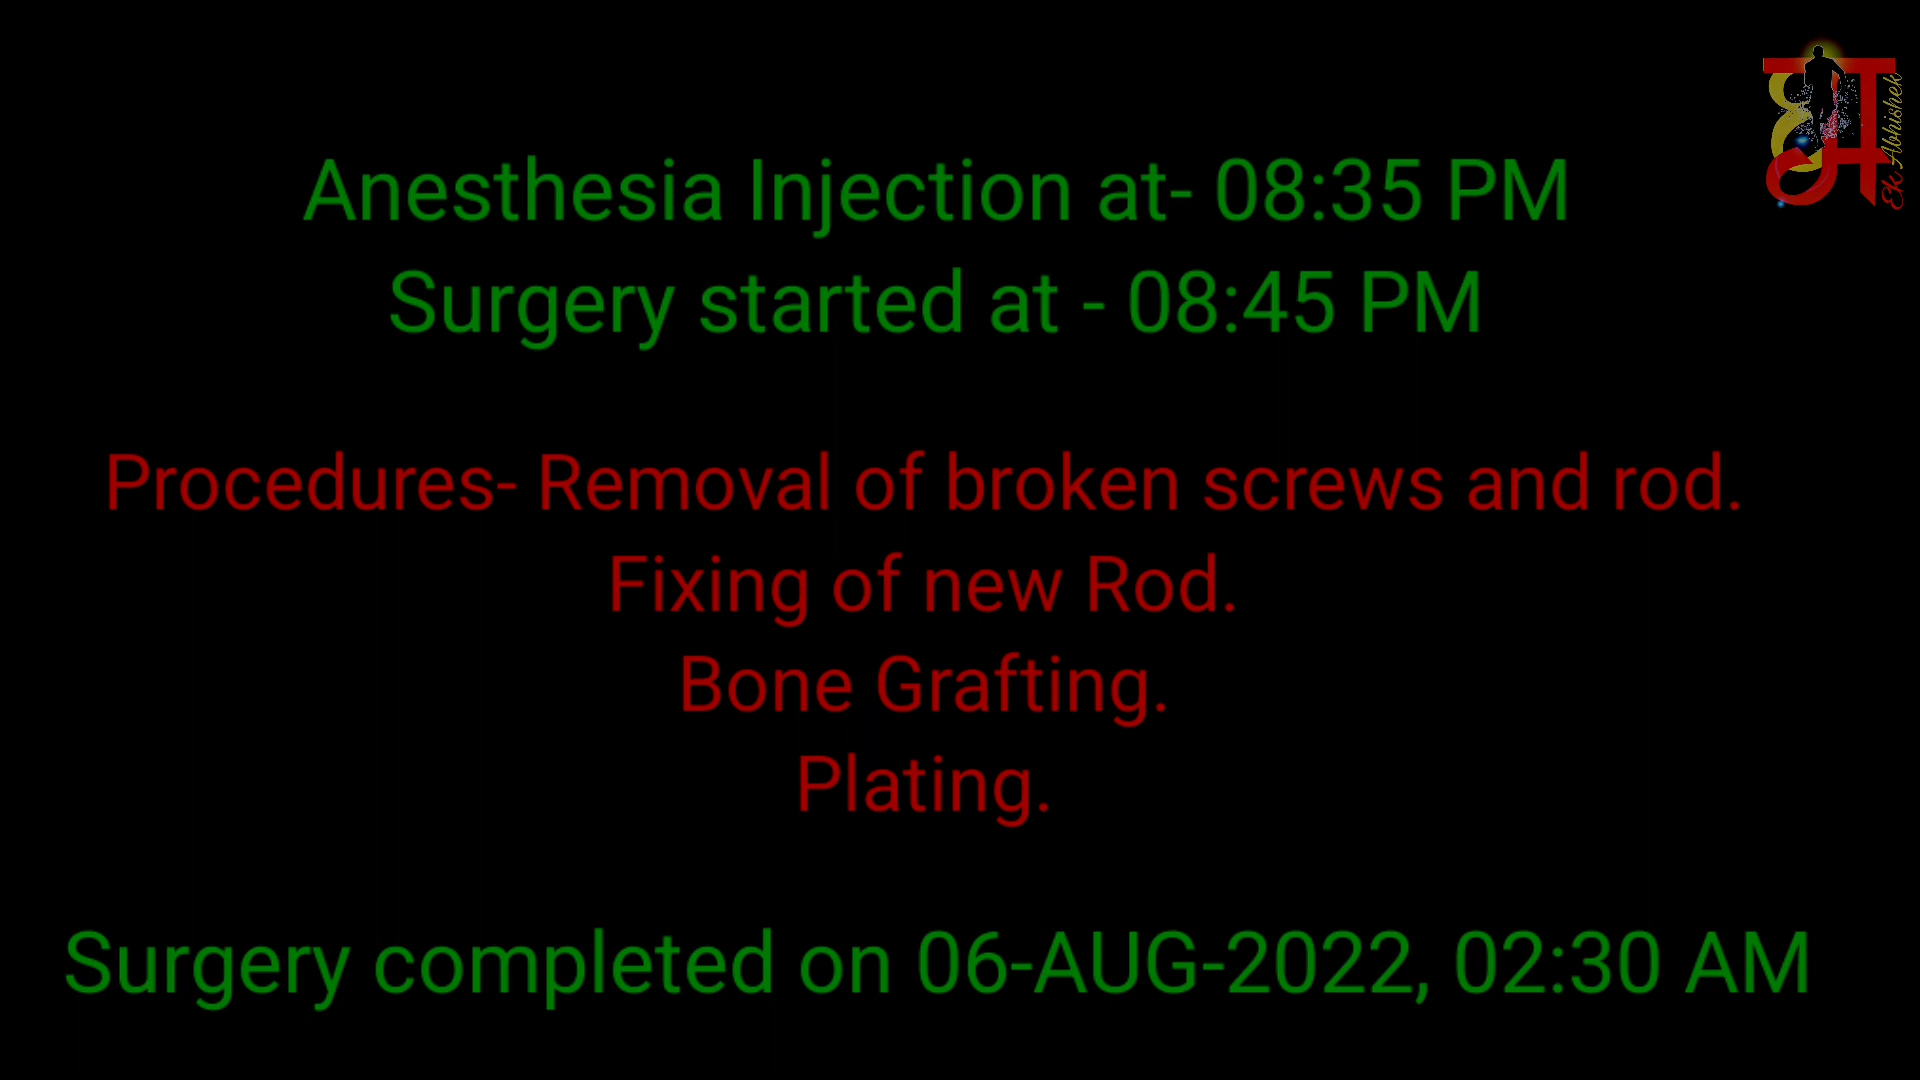 Anesthesia Injection at- 08:35 PM
Surgery started at - 08:45 PM
Procedures- Removal of broken screws and rod.
Fixing of new Rod.
Bone Grafting.
Plating.
Surgery completed on 06-AUG-2022, 02:30 AM
Ek Abhishek